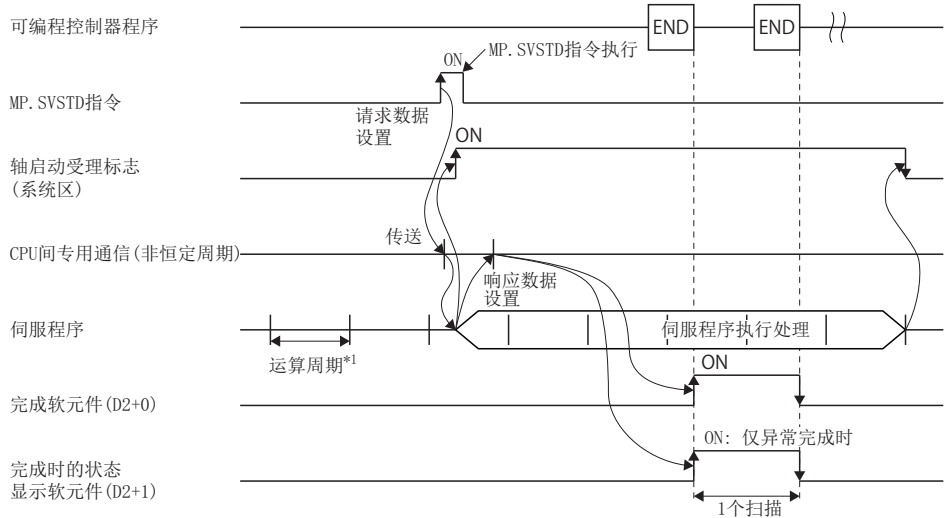 可编程控制器程序
END
END
ON
MP.SVSTD指令执行
MP.SVSTD指令
请求数据
设置
ON
轴启动受理标志
(系统区)
传送
CPU间专用通信(非恒定周期)
响应数据
设置
伺服程序
伺服程序执行处理
运算周期*1
ON
完成软元件(D2+0)
ON: 仅异常完成时
完成时的状态
显示软元件(D2+1)
1个扫描